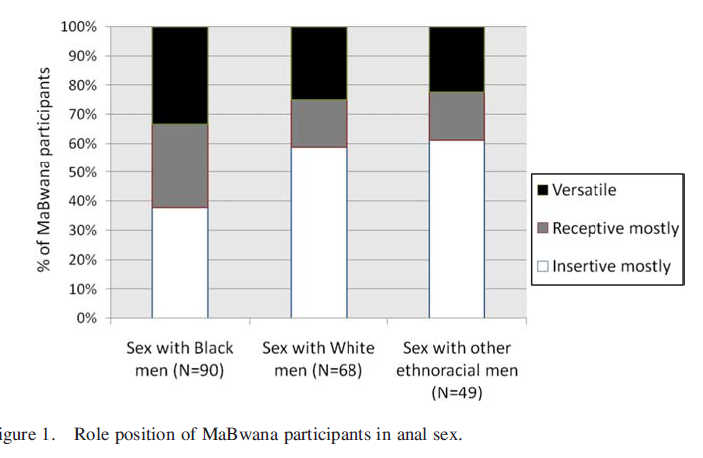 100%
90%
80%
70%
60%
50%
40%
30%
20%
10%
0%
% of MaBwana participants
Sex with Black
men (N=90)
Sex with White
men (N=68)
Sex with other
ethnoracial men
(N=49)
Versatile
Receptive mostly
Insertive mostly
igure 1. Role position of MaBwana participants in anal sex.